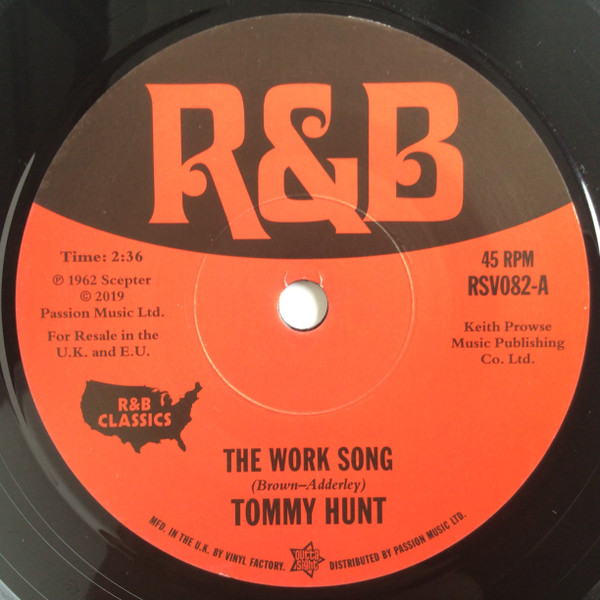 R&B
Time: 2:36
℗ 1962 Scepter
© 2019
Passion Music Ltd.
For Resale in the
U.K. and E.U.
45 RPM
RSV082-A
Keith Prowse
Music Publishing
Co. Ltd.
R&B
CLASSICS
THE WORK SONG
(Brown–Adderley)
TOMMY HUNT
MFD. IN THE U.K. BY VINYL FACTORY.
outta
sight
DISTRIBUTED BY PASSION MUSIC LTD.